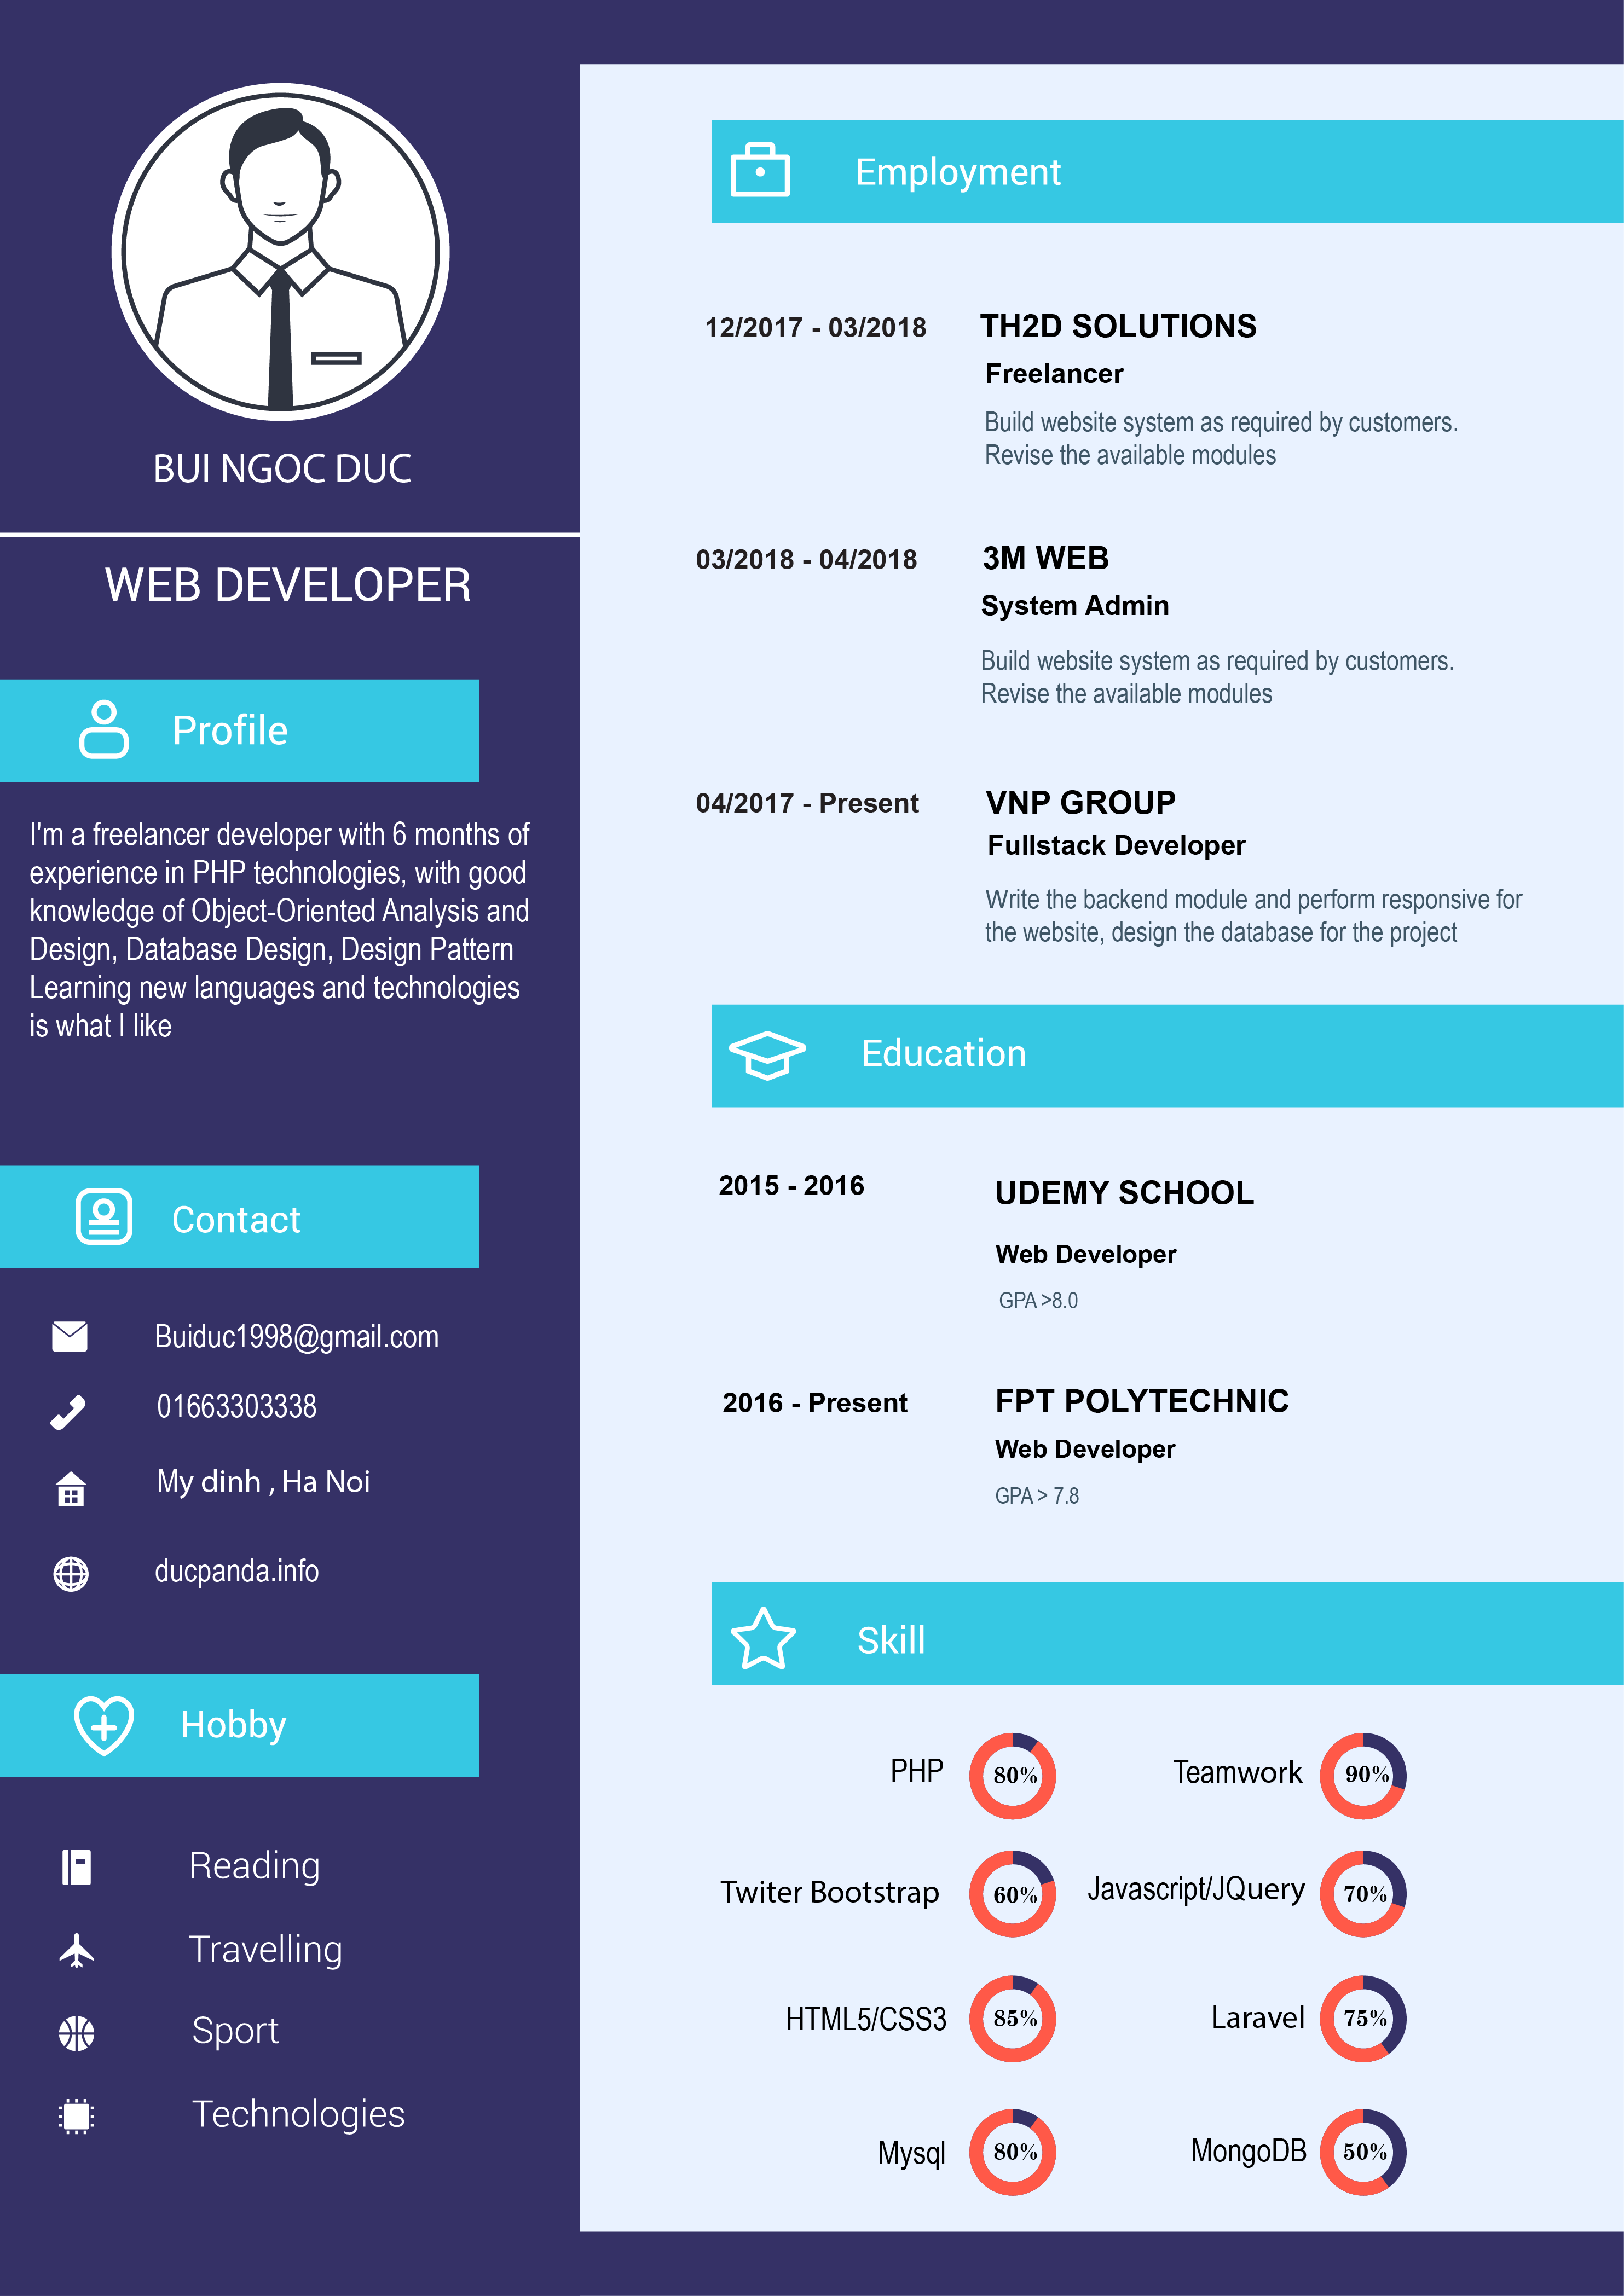 BUI NGOC DUC
WEB DEVELOPER
Profile
I'm a freelancer developer with 6 months of
experience in PHP technologies, with good
knowledge of Object-Oriented Analysis and
Design, Database Design, Design Pattern
Learning new languages and technologies
is what I like
Contact
Buiduc1998@gmail.com
01663303338
My dinh , Ha Noi
ducpanda.info
Hobby
Reading
Travelling
Sport
Technologies
Employment
12/2017 - 03/2018 TH2D SOLUTIONS
Freelancer
Build website system as required by customers.
Revise the available modules
03/2018 - 04/2018 3M WEB
System Admin
Build website system as required by customers.
Revise the available modules
04/2017 - Present VNP GROUP
Fullstack Developer
Write the backend module and perform responsive for
the website, design the database for the project
Education
2015 - 2016 UDEMY SCHOOL
Web Developer
GPA >8.0
2016 - Present FPT POLYTECHNIC
Web Developer
GPA > 7.8
Skill
PHP 80% Teamwork 90%
Twiter Bootstrap 60% Javascript/JQuery 70%
HTML5/CSS3 85% Laravel 75%
Mysql 80% MongoDB 50%